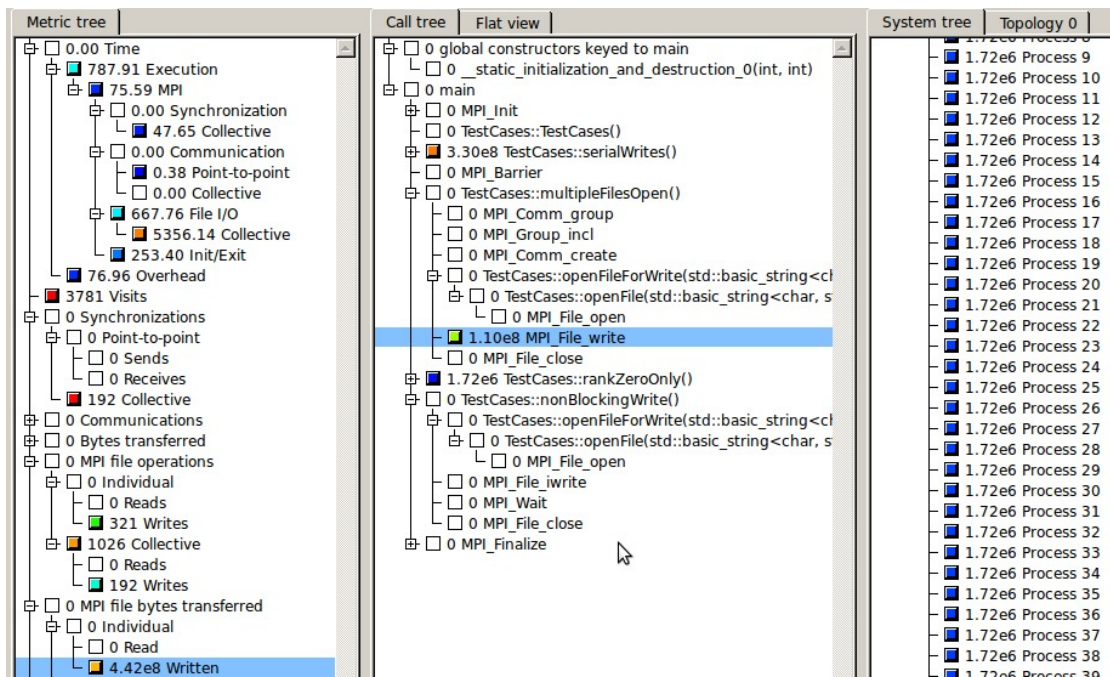 Metric tree
0.00 Time
787.91 Execution
75.59 MPI
0.00 Synchronization
47.65 Collective
0.00 Communication
0.38 Point-to-point
0.00 Collective
667.76 File I/O
5356.14 Collective
253.40 Init/Exit
76.96 Overhead
3781 Visits
0 Synchronizations
0 Point-to-point
0 Sends
0 Receives
192 Collective
0 Communications
0 Bytes transferred
0 MPI file operations
0 Individual
0 Reads
321 Writes
1026 Collective
0 Reads
192 Writes
0 MPI file bytes transferred
0 Individual
0 Read
4.42e8 Written
Call tree Flat view
0 global constructors keyed to main
0 __static_initialization_and_destruction_0(int, int)
0 main
0 MPI_Init
0 TestCases::TestCases()
3.30e8 TestCases::serialWrites()
0 MPI_Barrier
0 TestCases::multipleFilesOpen()
0 MPI_Comm_group
0 MPI_Group_incl
0 MPI_Comm_create
0 TestCases::openFileForWrite(std::basic_string<ch
0 TestCases::openFile(std::basic_string<char, s
0 MPI_File_open
1.10e8 MPI_File_write
0 MPI_File_close
1.72e6 TestCases::rankZeroOnly()
0 TestCases::nonBlockingWrite()
0 TestCases::openFileForWrite(std::basic_string<ch
0 TestCases::openFile(std::basic_string<char, s
0 MPI_File_open
0 MPI_File_iwrite
0 MPI_Wait
0 MPI_File_close
0 MPI_Finalize
System tree Topology 0
1.72e6 Process 8
1.72e6 Process 9
1.72e6 Process 10
1.72e6 Process 11
1.72e6 Process 12
1.72e6 Process 13
1.72e6 Process 14
1.72e6 Process 15
1.72e6 Process 16
1.72e6 Process 17
1.72e6 Process 18
1.72e6 Process 19
1.72e6 Process 20
1.72e6 Process 21
1.72e6 Process 22
1.72e6 Process 23
1.72e6 Process 24
1.72e6 Process 25
1.72e6 Process 26
1.72e6 Process 27
1.72e6 Process 28
1.72e6 Process 29
1.72e6 Process 30
1.72e6 Process 31
1.72e6 Process 32
1.72e6 Process 33
1.72e6 Process 34
1.72e6 Process 35
1.72e6 Process 36
1.72e6 Process 37
1.72e6 Process 38
1.72e6 Process 39